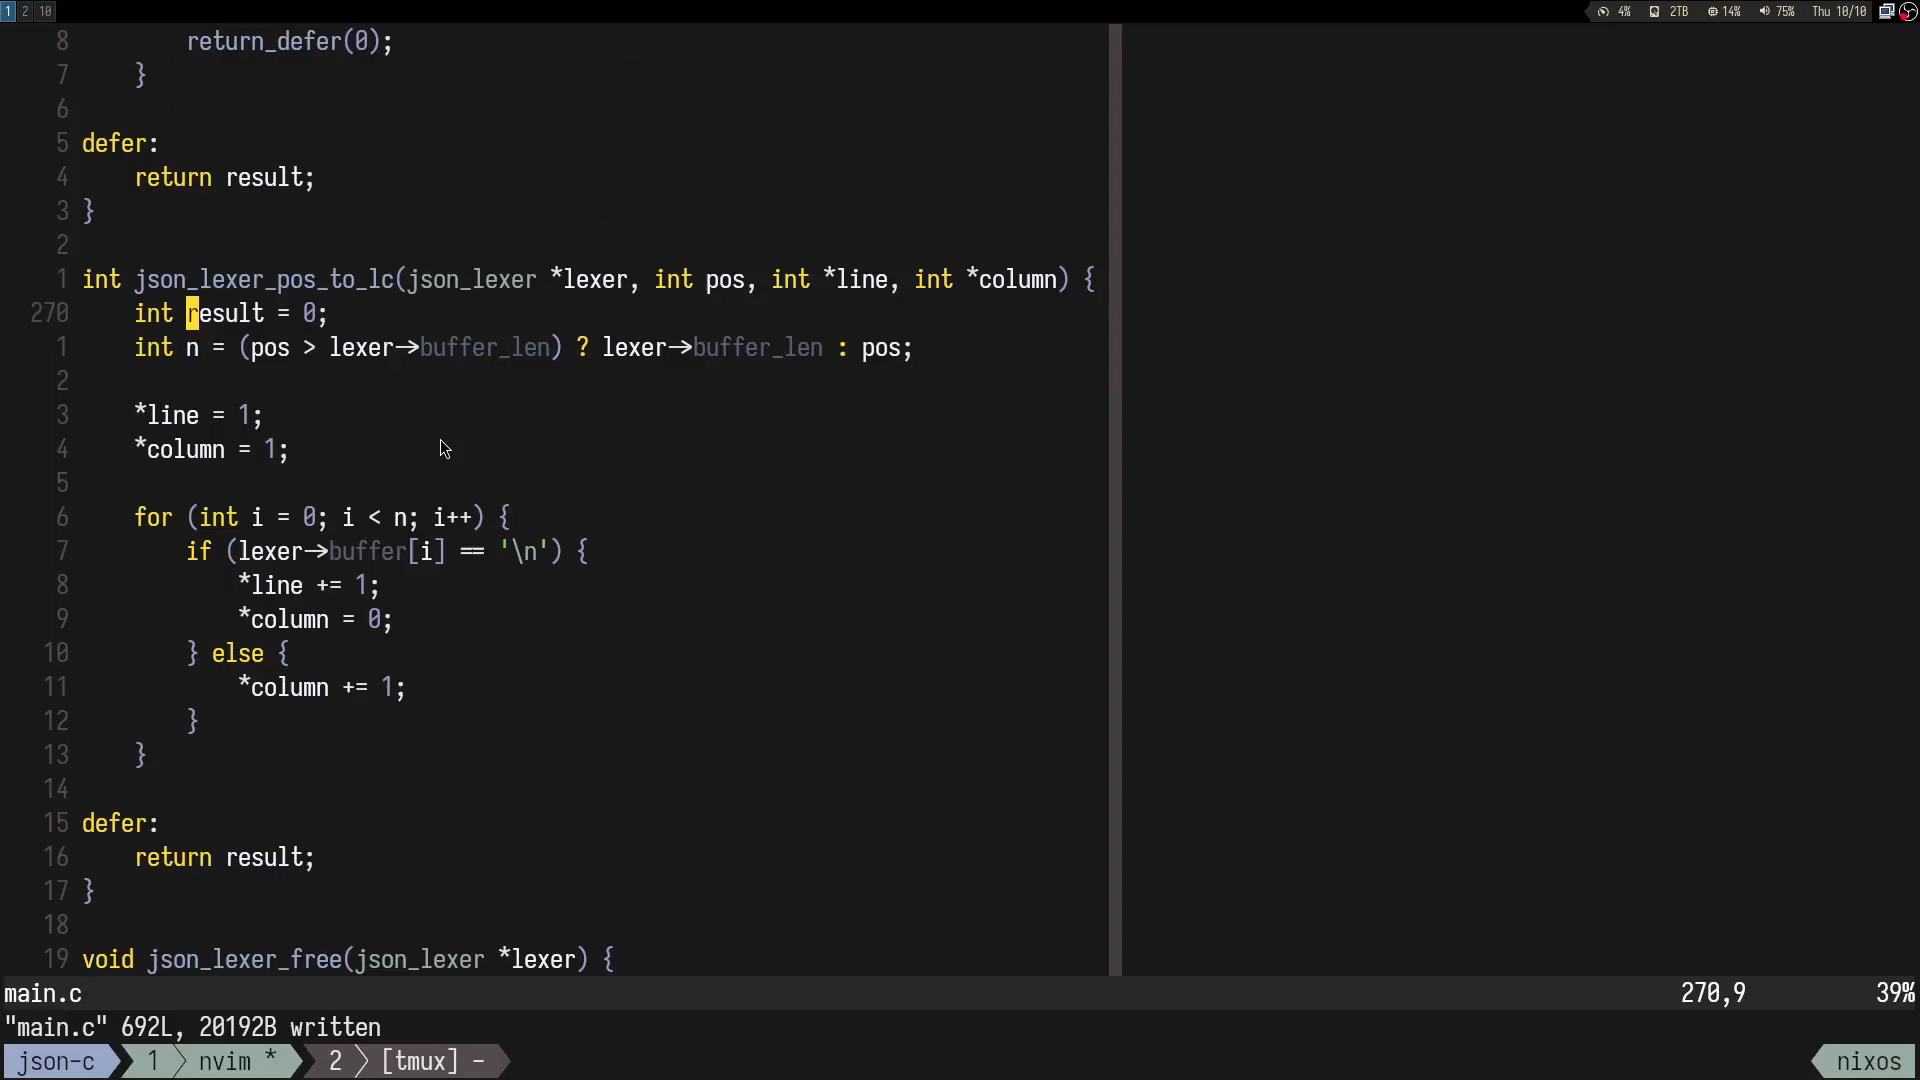 1 2 10 4% 2TB 14% 75% Thu 10/10
8         return_defer(0);
7     }
6
5 defer:
4     return result;
3 }
2
1 int json_lexer_pos_to_lc(json_lexer *lexer, int pos, int *line, int *column) {
270     int result = 0;
1     int n = (pos > lexer->buffer_len) ? lexer->buffer_len : pos;
2
3     *line = 1;
4     *column = 1;
5
6     for (int i = 0; i < n; i++) {
7         if (lexer->buffer[i] == '\n') {
8             *line += 1;
9             *column = 0;
10         } else {
11             *column += 1;
12         }
13     }
14
15 defer:
16     return result;
17 }
18
19 void json_lexer_free(json_lexer *lexer) {
main.c 270,9 39%
"main.c" 692L, 20192B written
json-c 1 nvim * 2 [tmux] - nixos